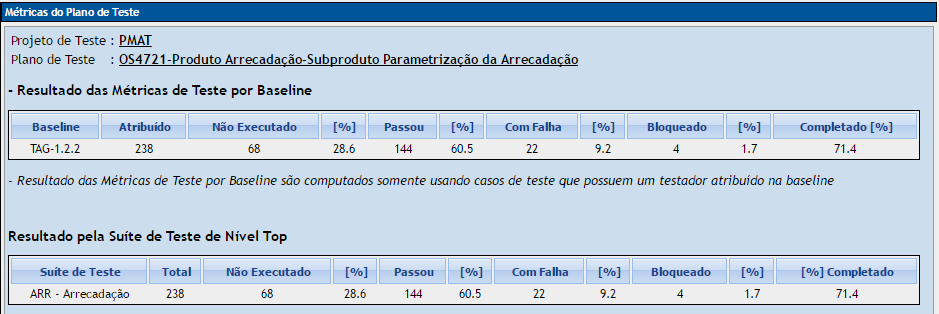 Métricas do Plano de Teste
Projeto de Teste : PMAT
Plano de Teste : OS4721-Produto Arrecadação-Subproduto Parametrização da Arrecadação
- Resultado das Métricas de Teste por Baseline
Baseline Atribuído Não Executado [%] Passou [%] Com Falha [%] Bloqueado [%] Completado [%]
TAG-1.2.2 238 68 28.6 144 60.5 22 9.2 4 1.7 71.4
- Resultado das Métricas de Teste por Baseline são computados somente usando casos de teste que possuem um testador atribuído na baseline
Resultado pela Suíte de Teste de Nível Top
Suíte de Teste Total Não Executado [%] Passou [%] Com Falha [%] Bloqueado [%] [%] Completado
ARR - Arrecadação 238 68 28.6 144 60.5 22 9.2 4 1.7 71.4